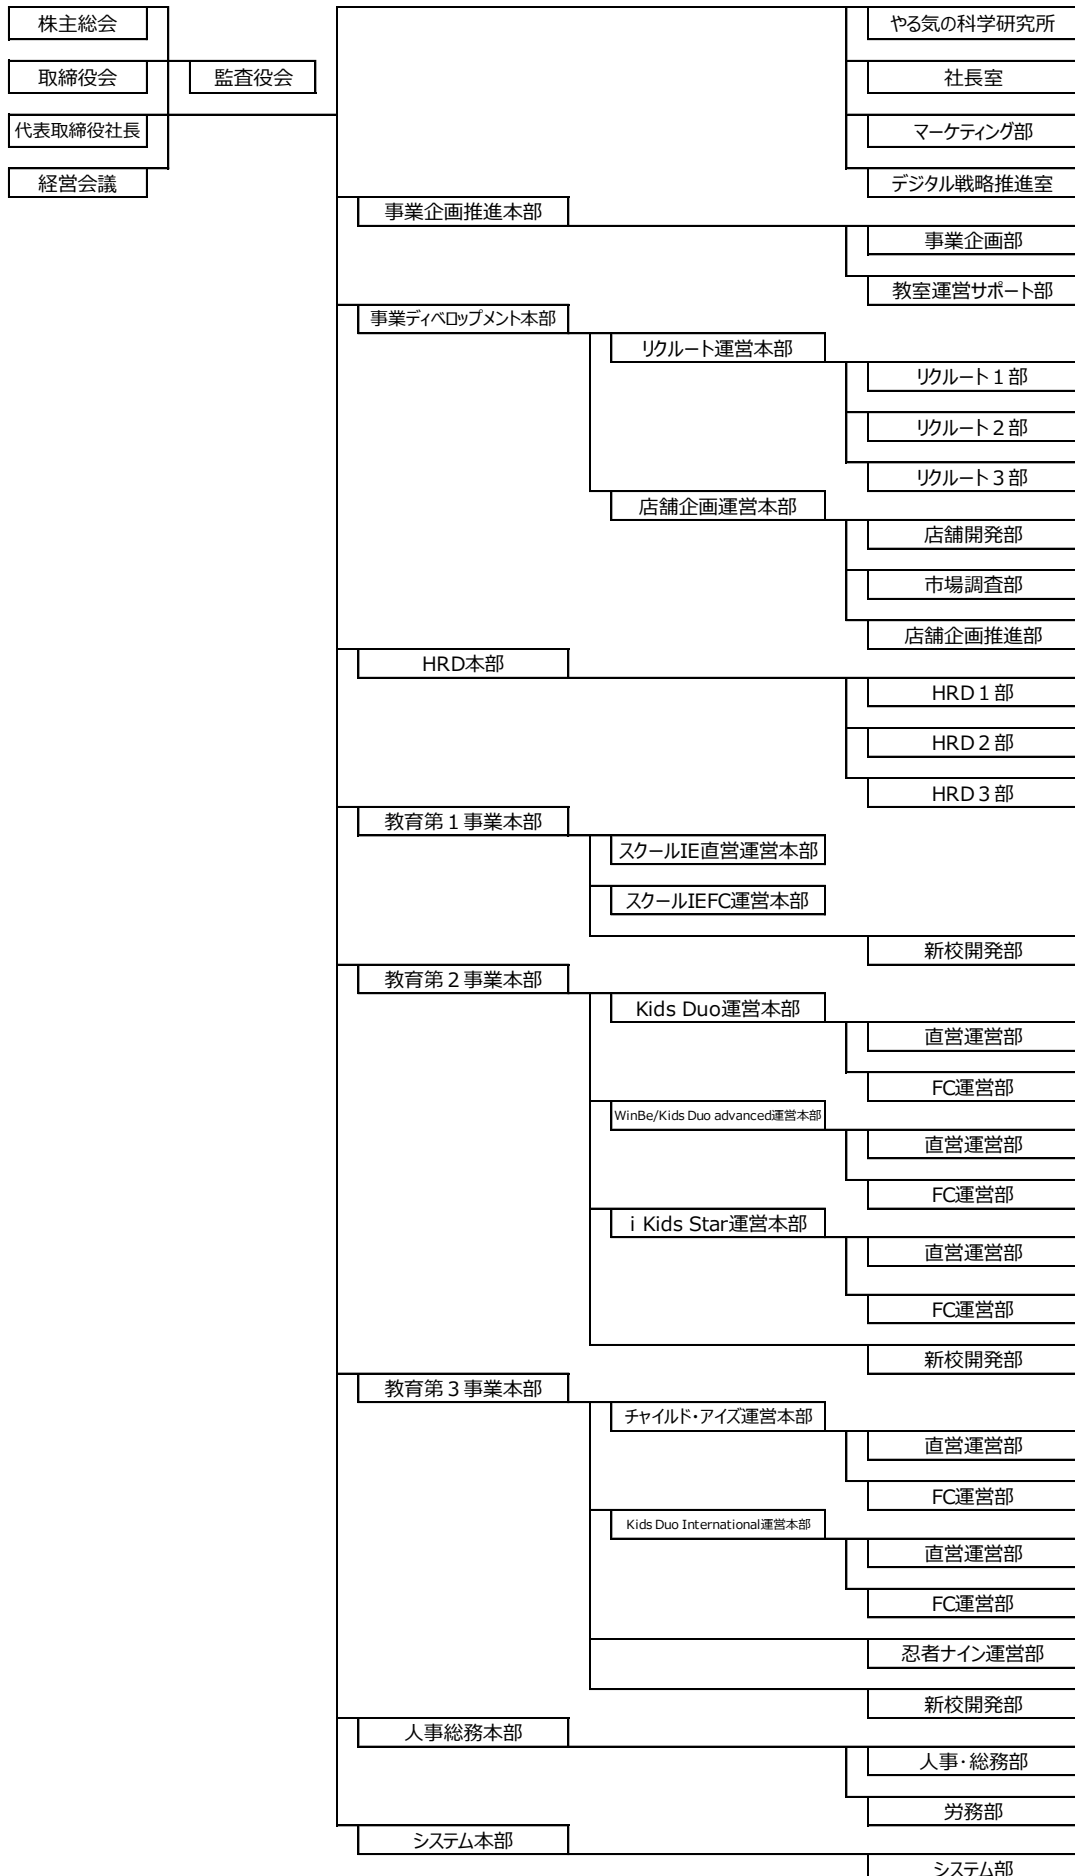 株主総会
やる気の科学研究所
取締役会
監査役会
社長室
代表取締役社長
マーケティング部
経営会議
デジタル戦略推進室
事業企画推進本部
事業企画部
教室運営サポート部
事業ディベロップメント本部
リクルート運営本部
リクルート１部
リクルート２部
リクルート３部
店舗企画運営本部
店舗開発部
市場調査部
店舗企画推進部
HRD本部
HRD１部
HRD２部
HRD３部
教育第１事業本部
スクールIE直営運営本部
スクールIEFC運営本部
新校開発部
教育第２事業本部
Kids Duo運営本部
直営運営部
FC運営部
WinBe/Kids Duo advanced運営本部
直営運営部
FC運営部
i Kids Star運営本部
直営運営部
FC運営部
新校開発部
教育第３事業本部
チャイルド・アイズ運営本部
直営運営部
FC運営部
Kids Duo International運営本部
直営運営部
FC運営部
忍者ナイン運営部
新校開発部
人事総務本部
人事・総務部
労務部
システム本部
システム部